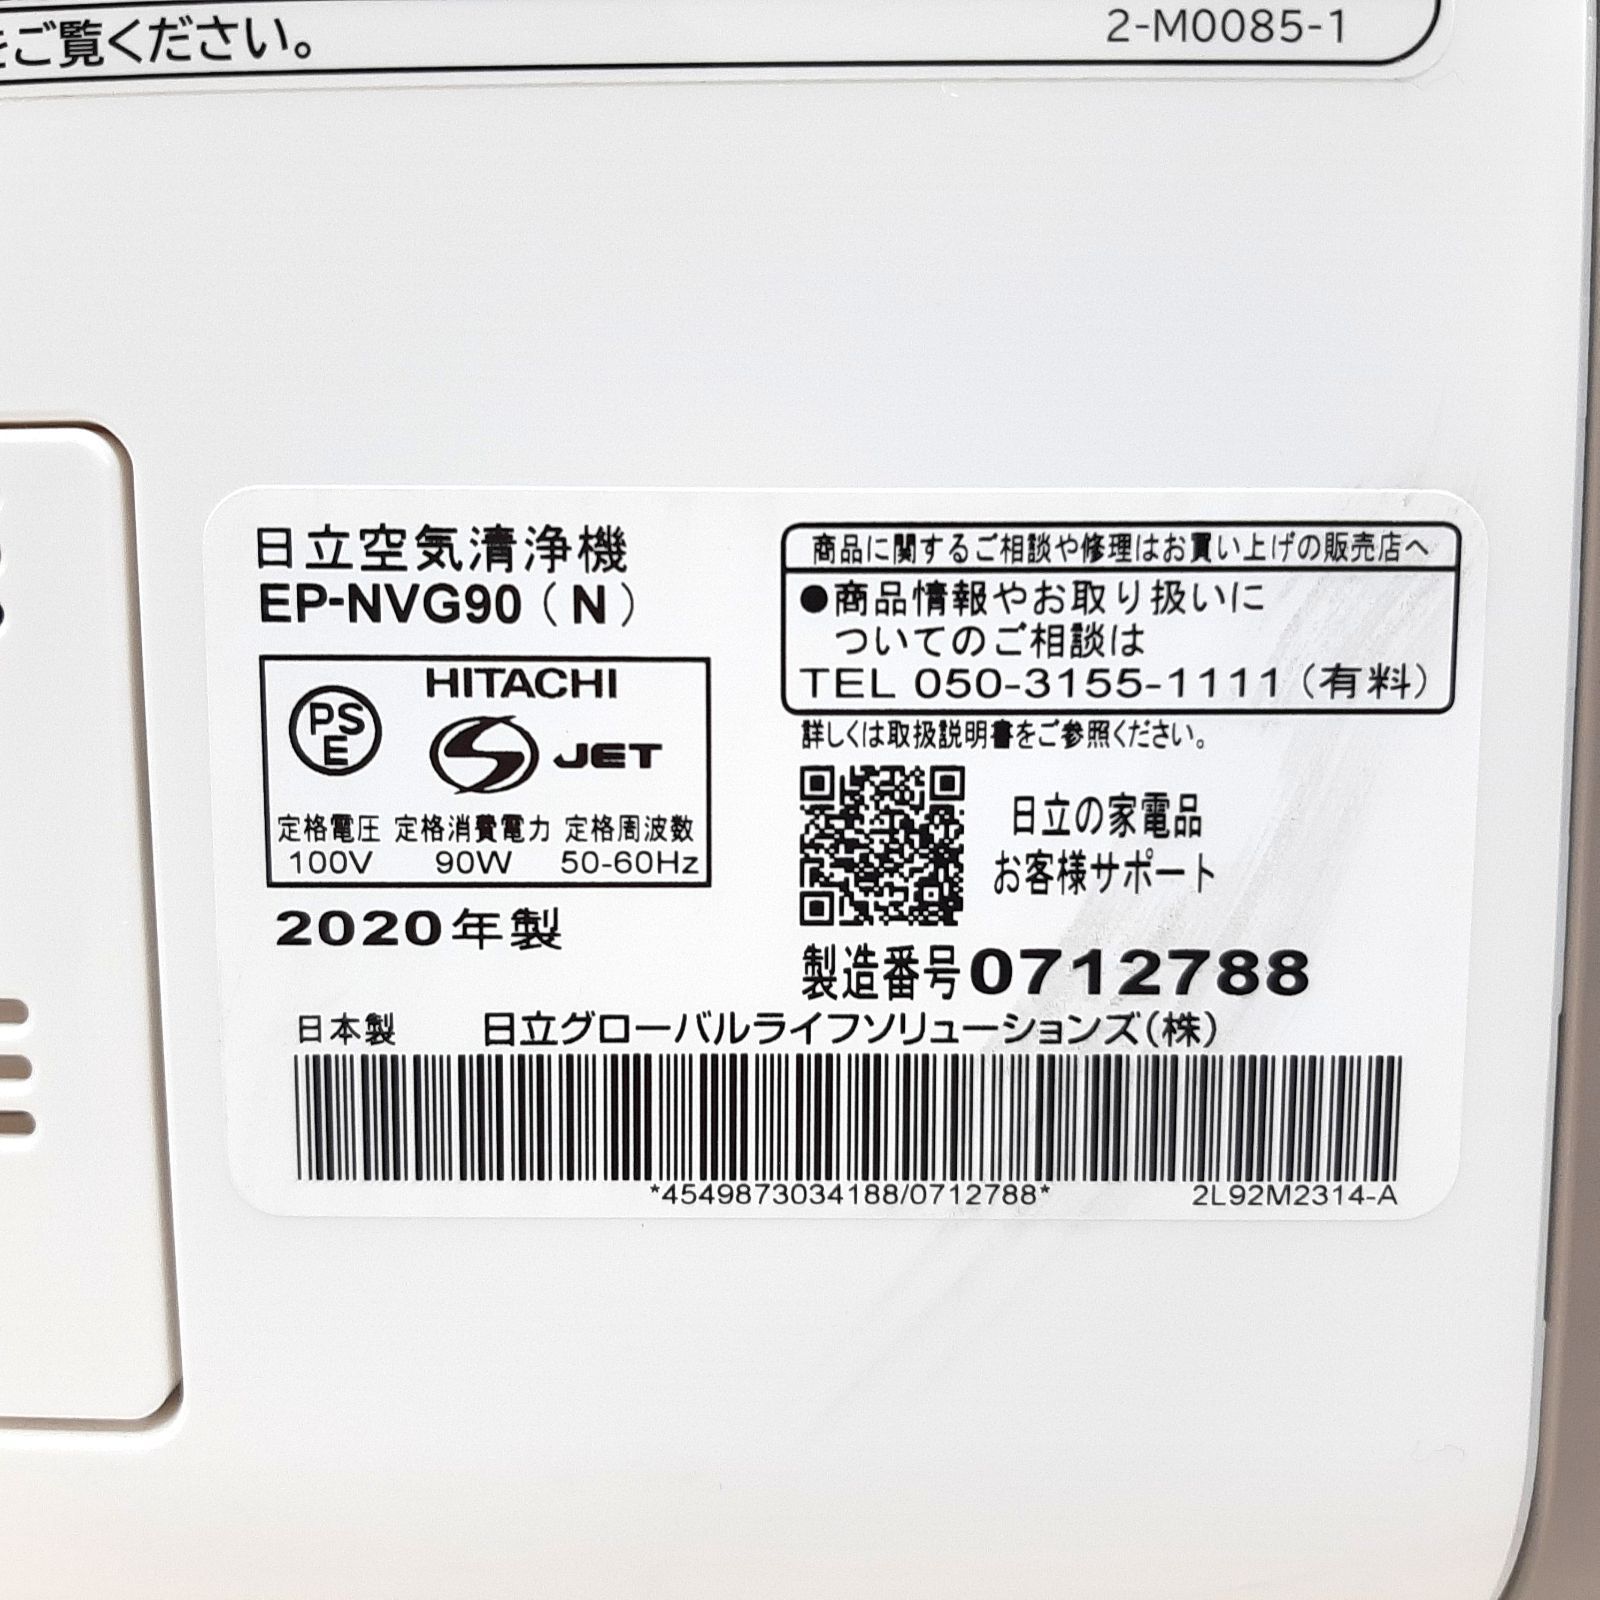 をご覧ください。
2-M0085-1
日立空気清浄機
EP-NVG90（N）
HITACHI
PS
E
S JET
定格電圧 定格消費電力 定格周波数
100V 90W 50-60Hz
2020年製
商品に関するご相談や修理はお買い上げの販売店へ
●商品情報やお取り扱いに
ついてのご相談は
TEL 050-3155-1111（有料）
詳しくは取扱説明書をご参照ください。
日立の家電品
お客様サポート
製造番号0712788
日本製 日立グローバルライフソリューションズ（株）
*4549873034188/0712788*
2L92M2314-A